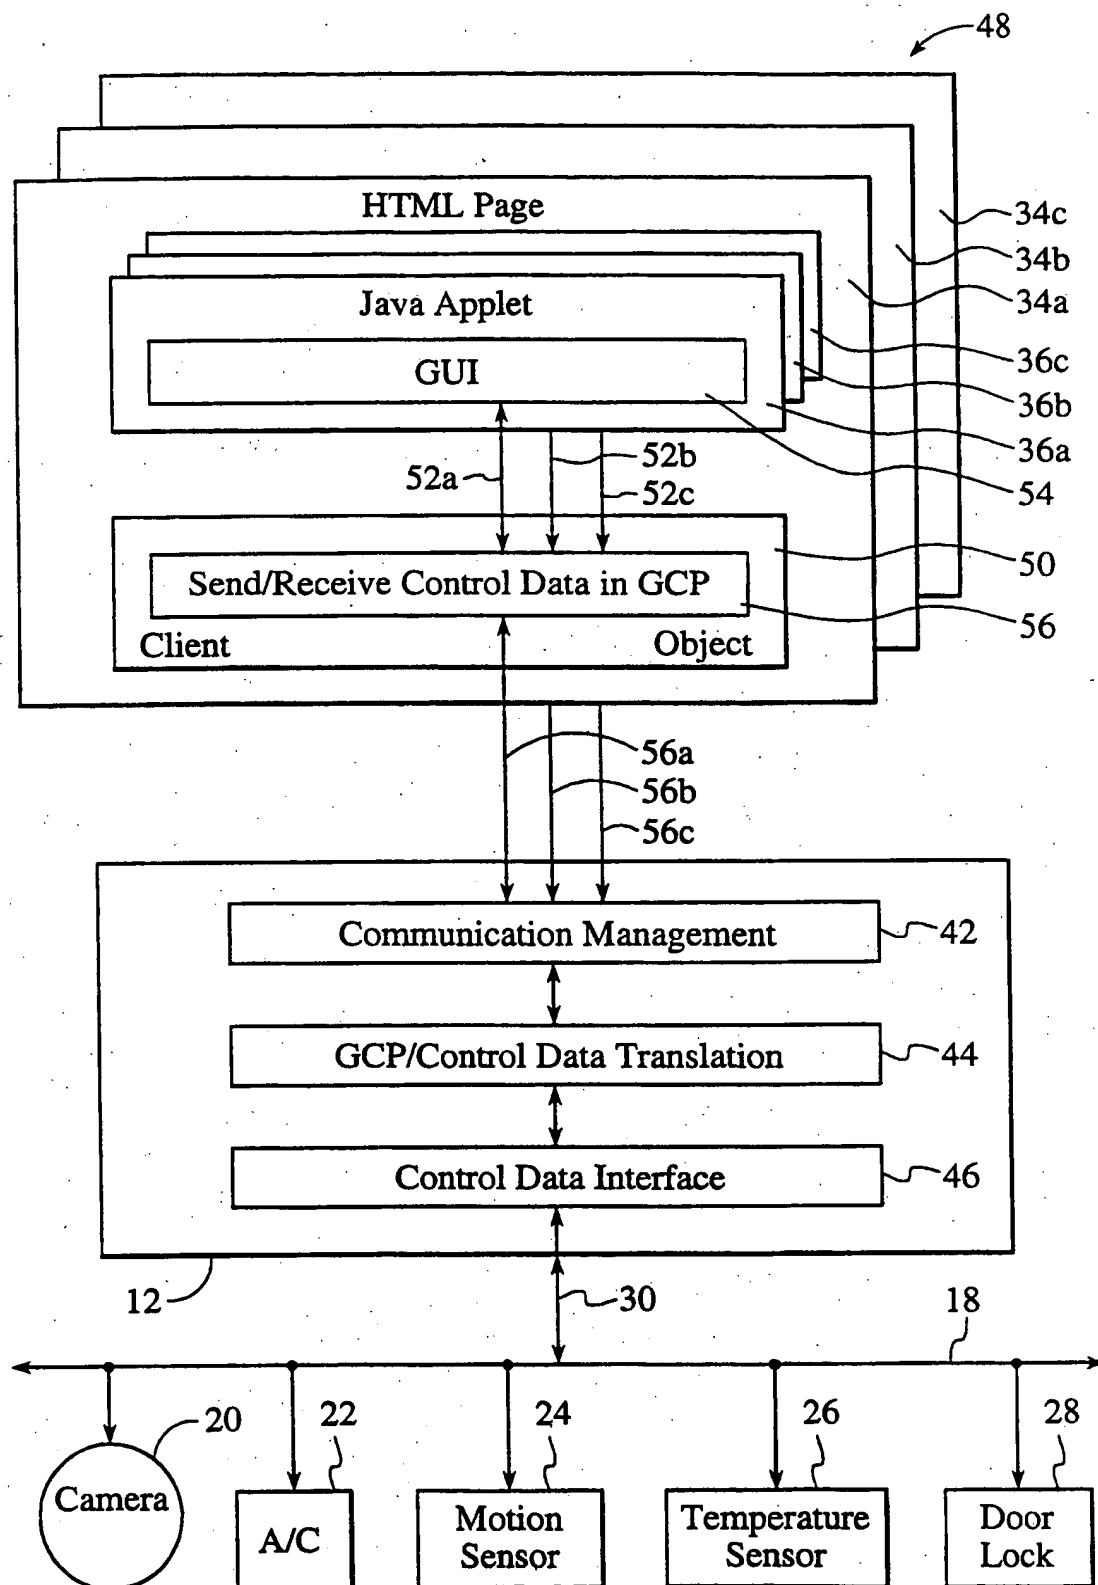 48
HTML Page
34c
34b
34a
Java Applet
36c
GUI
36b
36a
52a
52b
54
52c
50
Send/Receive Control Data in GCP
56
Client Object
56a
56b
56c
Communication Management
42
GCP/Control Data Translation
44
Control Data Interface
46
12
30
18
20
22
24
26
28
Camera
A/C
Motion
Sensor
Temperature
Sensor
Door
Lock